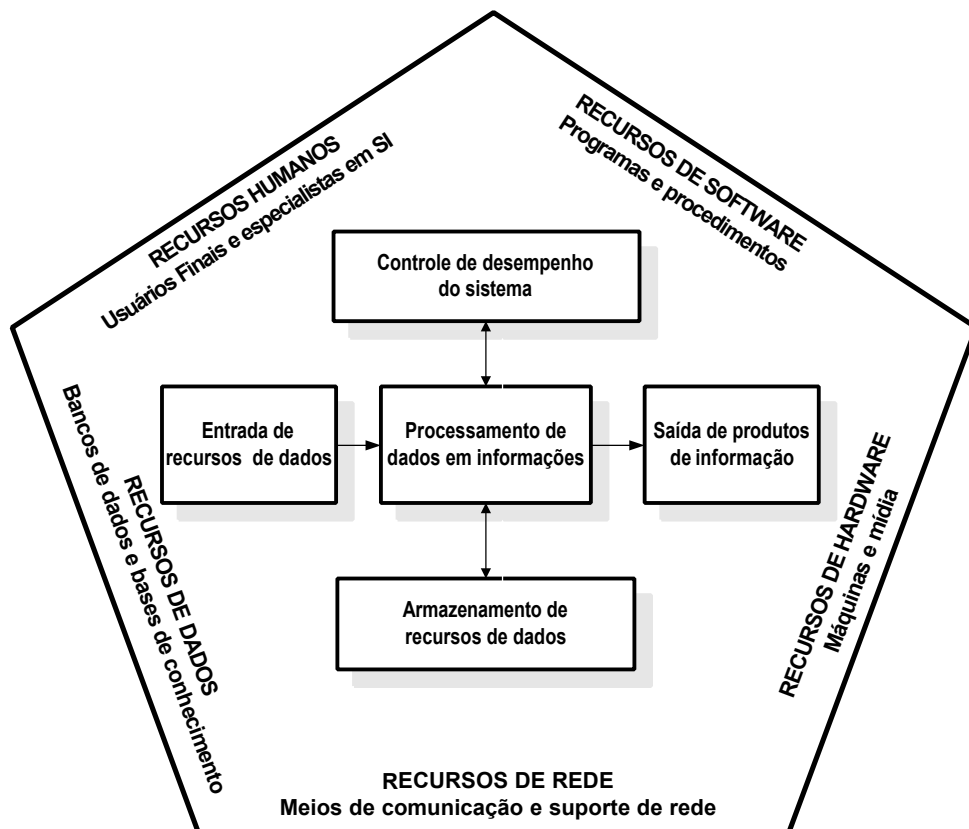 RECURSOS HUMANOS
Usuários Finais e especialistas em SI
RECURSOS DE SOFTWARE
Programas e procedimentos
Controle de desempenho
do sistema
Entrada de
recursos de dados
Processamento de
dados em informações
Saída de produtos
de informação
Armazenamento de
recursos de dados
RECURSOS DE DADOS
Bancos de dados e bases de conhecimento
RECURSOS DE HARDWARE
Máquinas e mídia
RECURSOS DE REDE
Meios de comunicação e suporte de rede